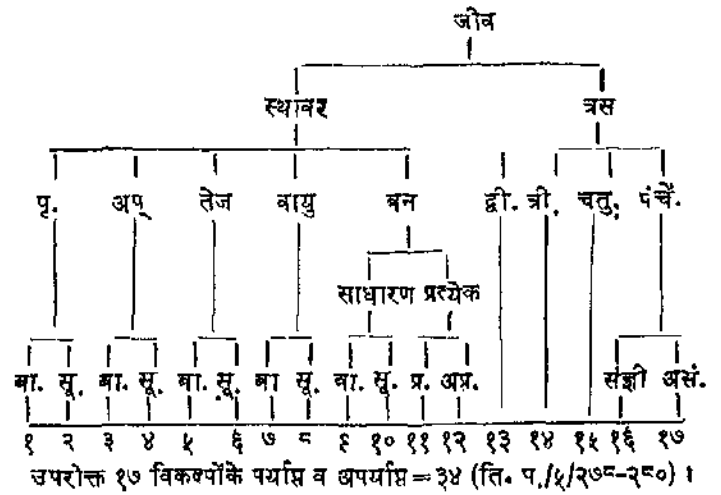 जीव
स्थावर त्रस
पृ. अप् तेज वायु वन द्वी. त्री. चतु. पंचें.
साधारण प्रत्येक
बा. सू. बा. सू. बा. सू. बा सू. बा. सू. प्र. अप्र. संज्ञी असं.
१ २ ३ ४ ५ ६ ७ ८ ९ १० ११ १२ १३ १४ १५ १६ १७
उपरोक्त १७ विकल्पोंके पर्याप्त व अपर्याप्त=३४ (ति. प./५/२७८-२८०) ।